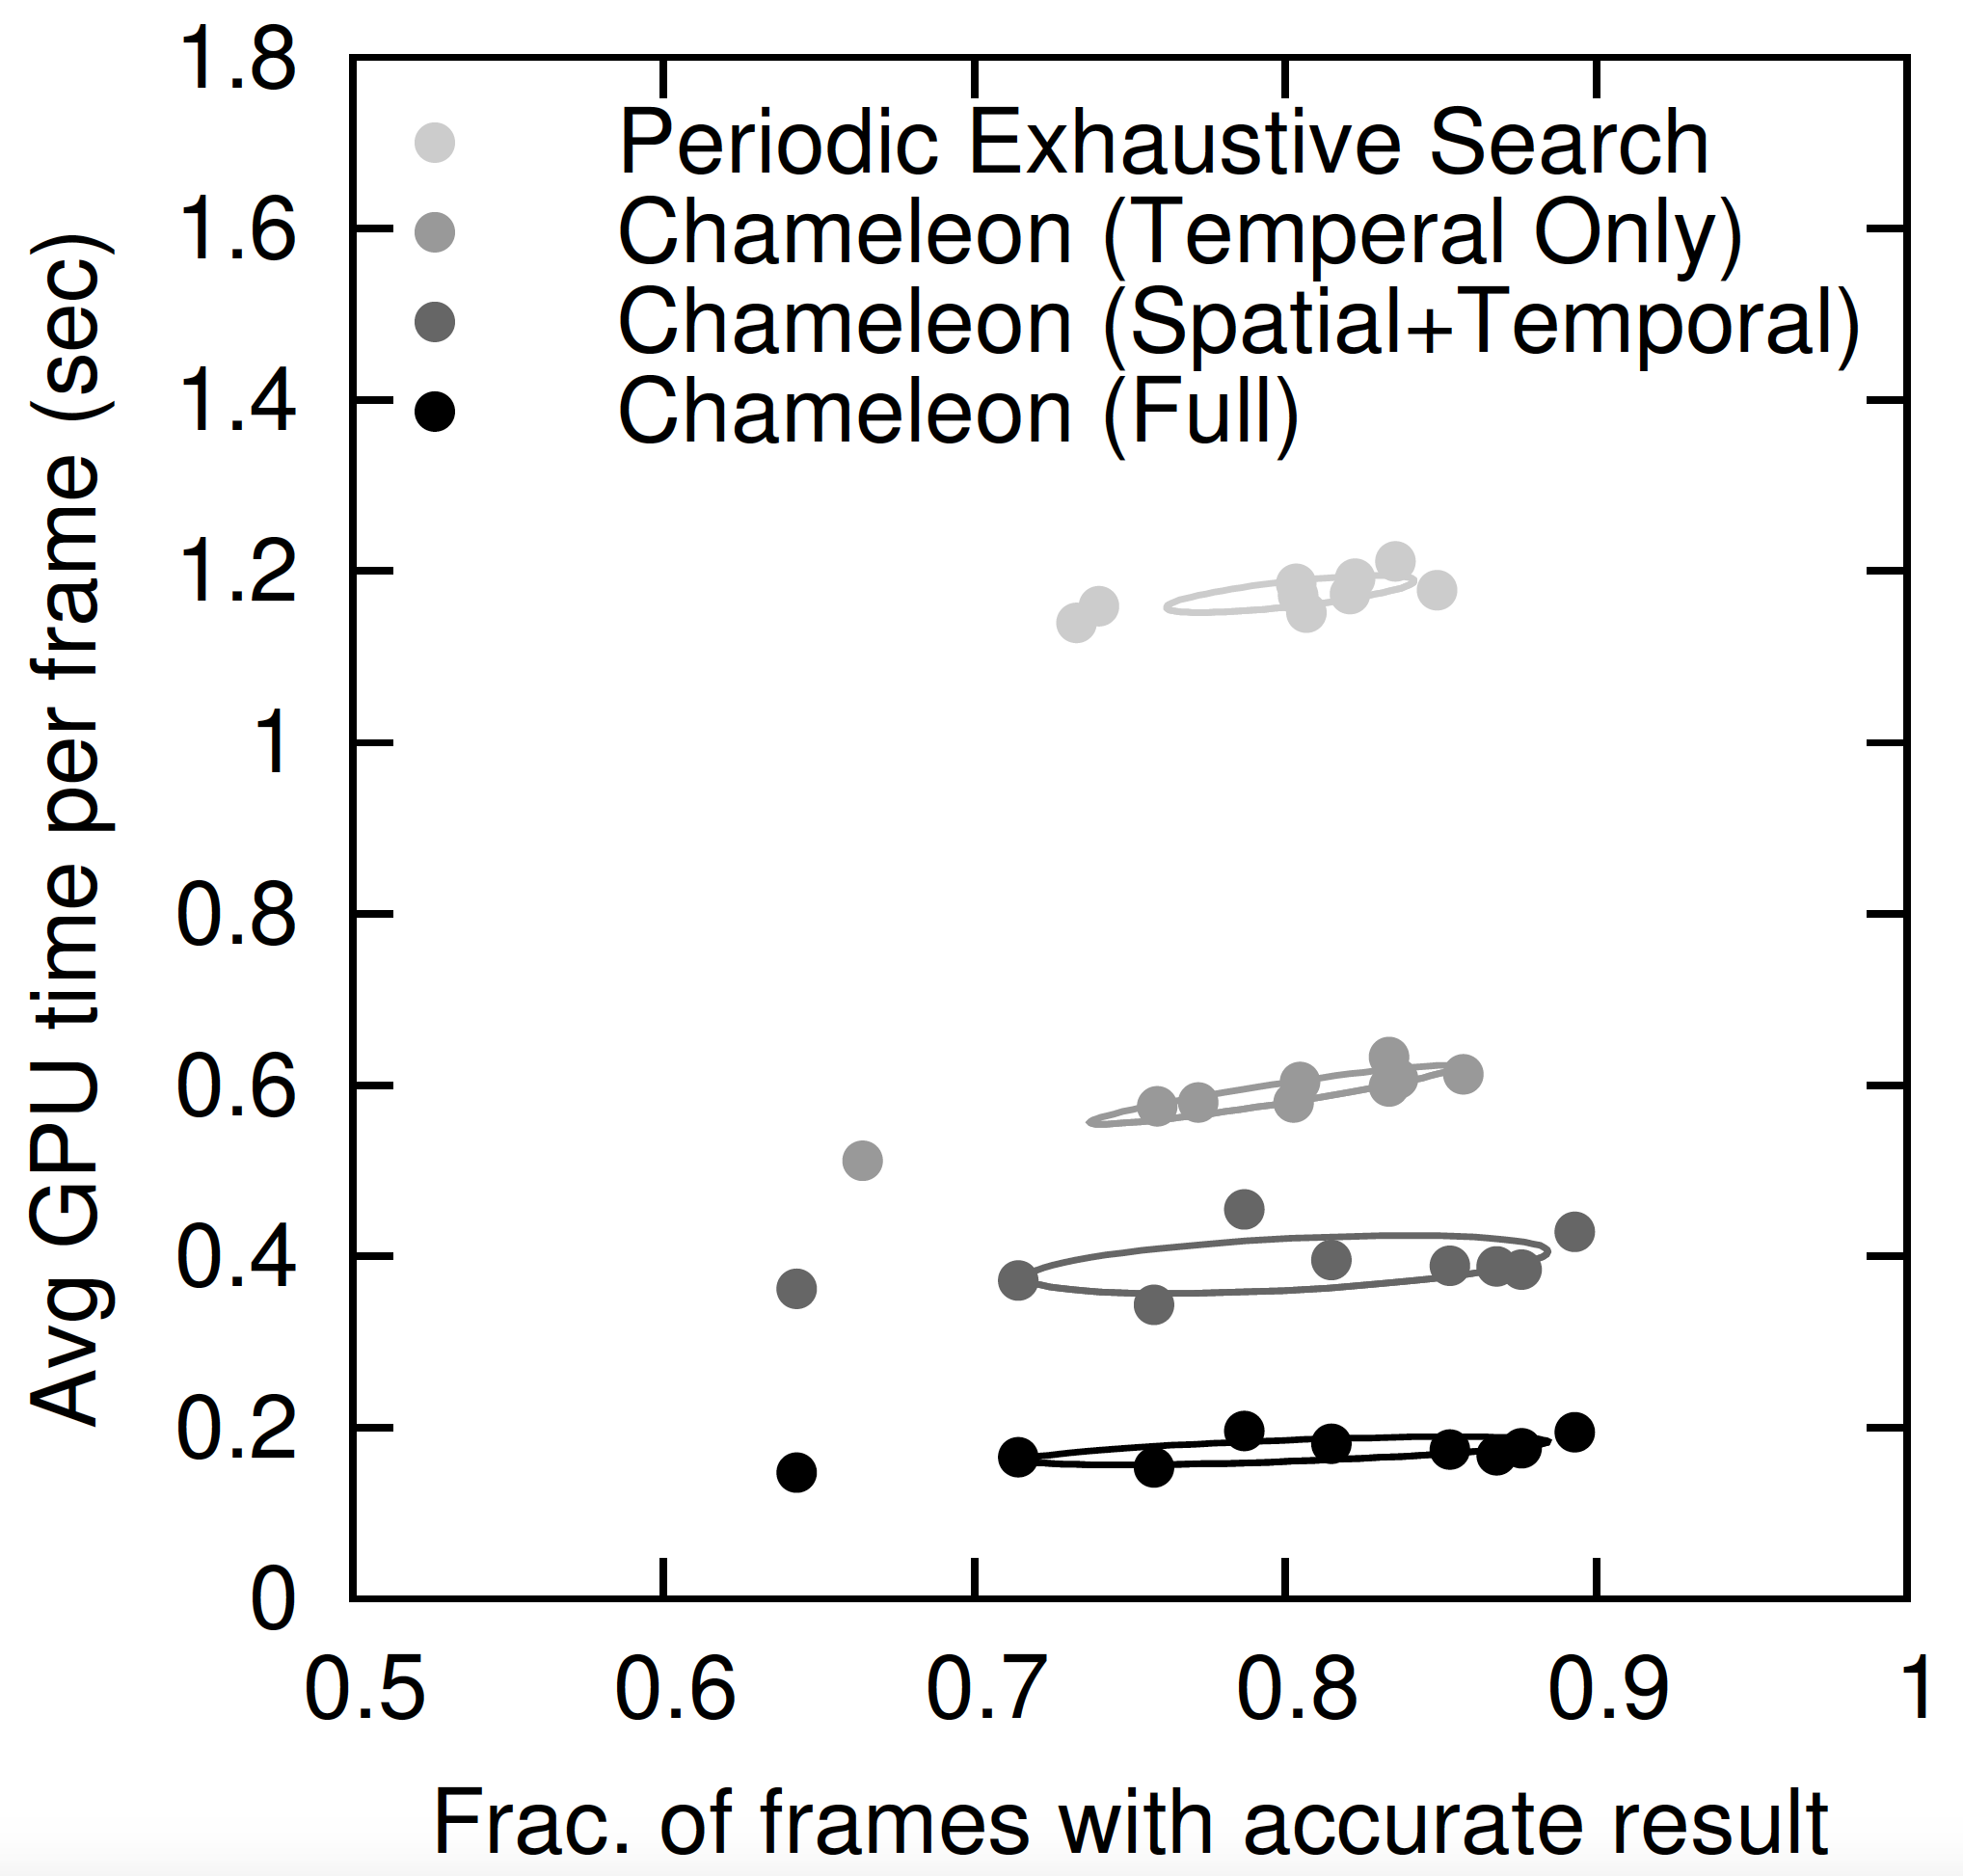 1.8
1.6
1.4
1.2
1
0.8
0.6
0.4
0.2
0
Avg GPU time per frame (sec)
Periodic Exhaustive Search
Chameleon (Temperal Only)
Chameleon (Spatial+Temporal)
Chameleon (Full)
0.5 0.6 0.7 0.8 0.9 1
Frac. of frames with accurate result